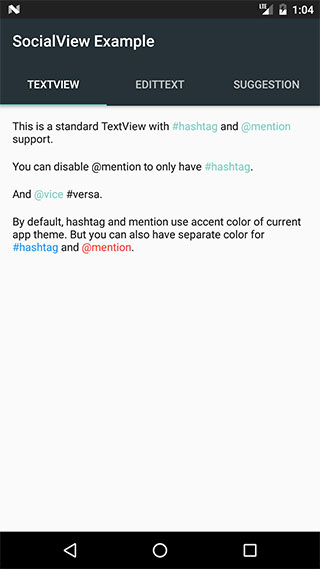 LTE 1:04
SocialView Example
TEXTVIEW EDITTEXT SUGGESTION
This is a standard TextView with #hashtag and @mention
support.
You can disable @mention to only have #hashtag.
And @vice #versa.
By default, hashtag and mention use accent color of current
app theme. But you can also have separate color for
#hashtag and @mention.